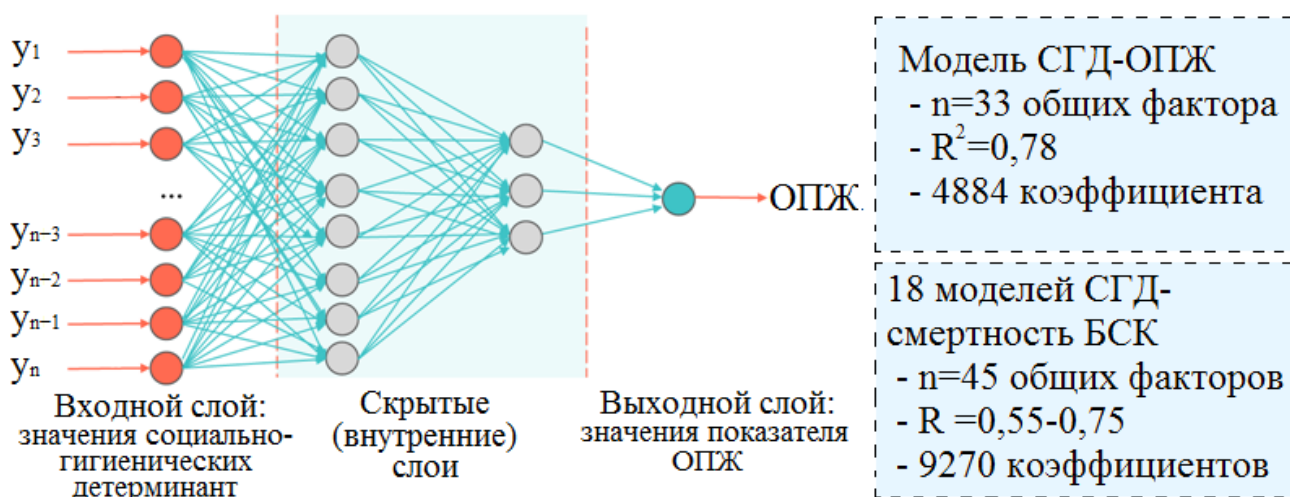 y1
y2
y3
...
yn−3
yn−2
yn−1
yn
ОПЖ.
Входной слой:
значения социально-
гигиенических
детерминант
Скрытые
(внутренние)
слои
Выходной слой:
значения показателя
ОПЖ
Модель СГД-ОПЖ
- n=33 общих фактора
- R²=0,78
- 4884 коэффициента
18 моделей СГД-
смертность БСК
- n=45 общих факторов
- R =0,55-0,75
- 9270 коэффициентов